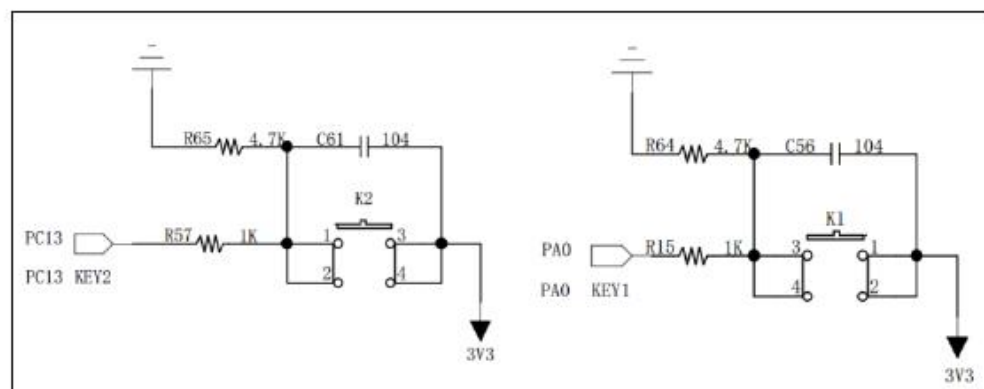 R65 4.7K C61 104
K2
PC13 R57 1K 1 3
PC13 KEY2 2 4
3V3
R64 4.7K C56 104
K1
PA0 R15 1K 3 1
PA0 KEY1 4 2
3V3